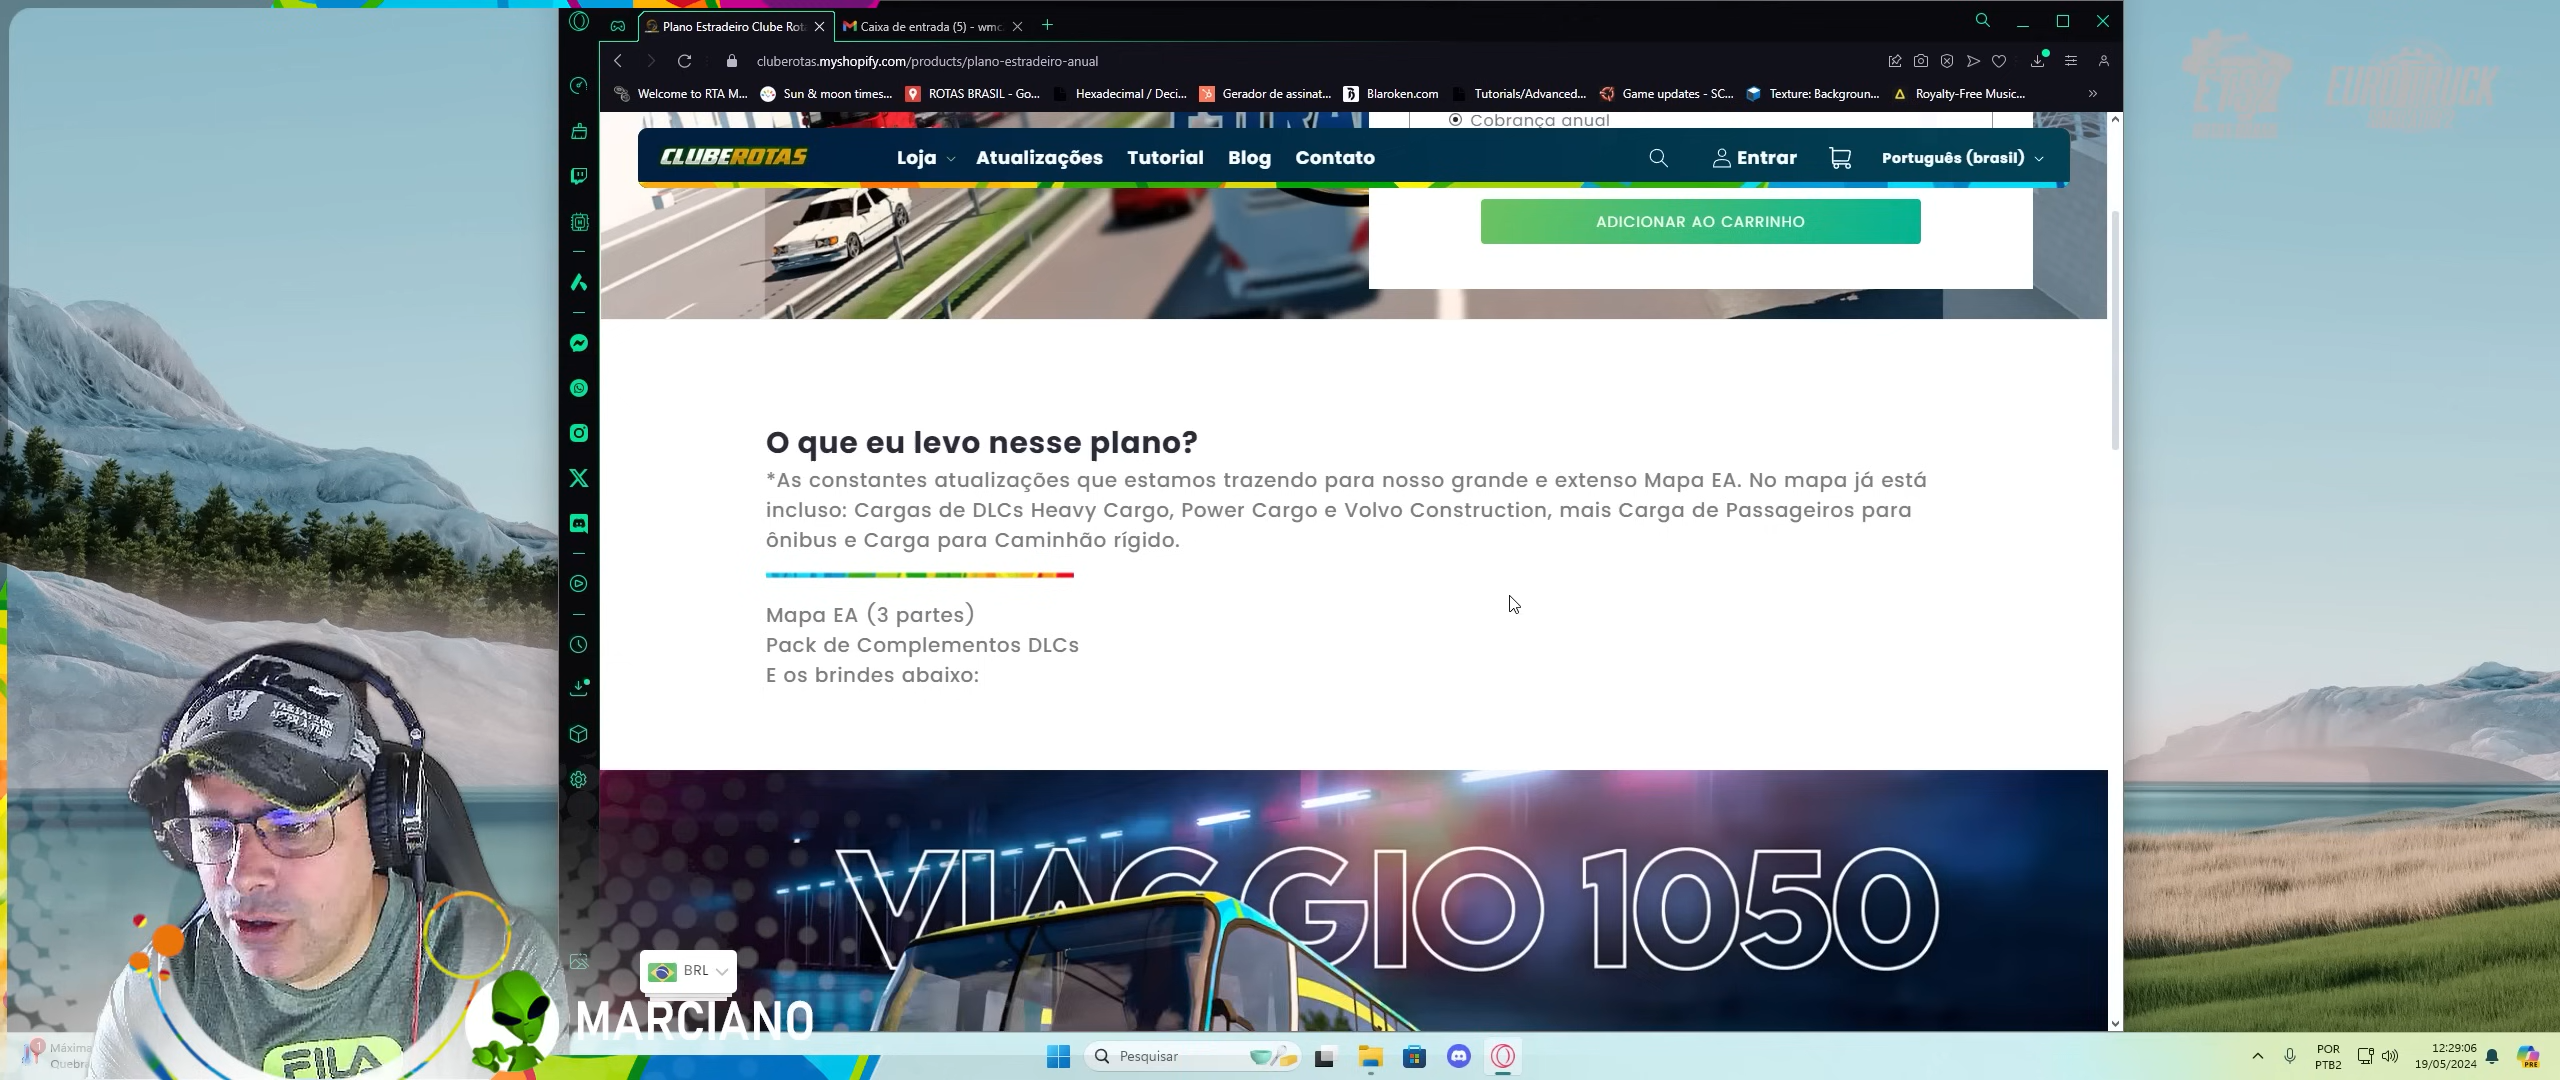 Plano Estradeiro Clube Rot
Caixa de entrada (5) - wmc
cluberotas.myshopify.com/products/plano-estradeiro-anual
Welcome to RTA M...
Sun & moon times...
ROTAS BRASIL - Go...
Hexadecimal / Deci...
Gerador de assinat...
Blaroken.com
Tutorials/Advanced...
Game updates - SC...
Texture: Backgroun...
Royalty-Free Music...
Cobrança anual
CLUBEROTAS
Loja
Atualizações
Tutorial
Blog
Contato
Entrar
Português (brasil)
ADICIONAR AO CARRINHO
O que eu levo nesse plano?
*As constantes atualizações que estamos trazendo para nosso grande e extenso Mapa EA. No mapa já está
incluso: Cargas de DLCs Heavy Cargo, Power Cargo e Volvo Construction, mais Carga de Passageiros para
ônibus e Carga para Caminhão rígido.
Mapa EA (3 partes)
Pack de Complementos DLCs
E os brindes abaixo:
VIAGGIO 1050
BRL
MARCIANO
FILA
Máxima
Quebra
Pesquisar
POR
PTB2
12:29:06
19/05/2024
PRE